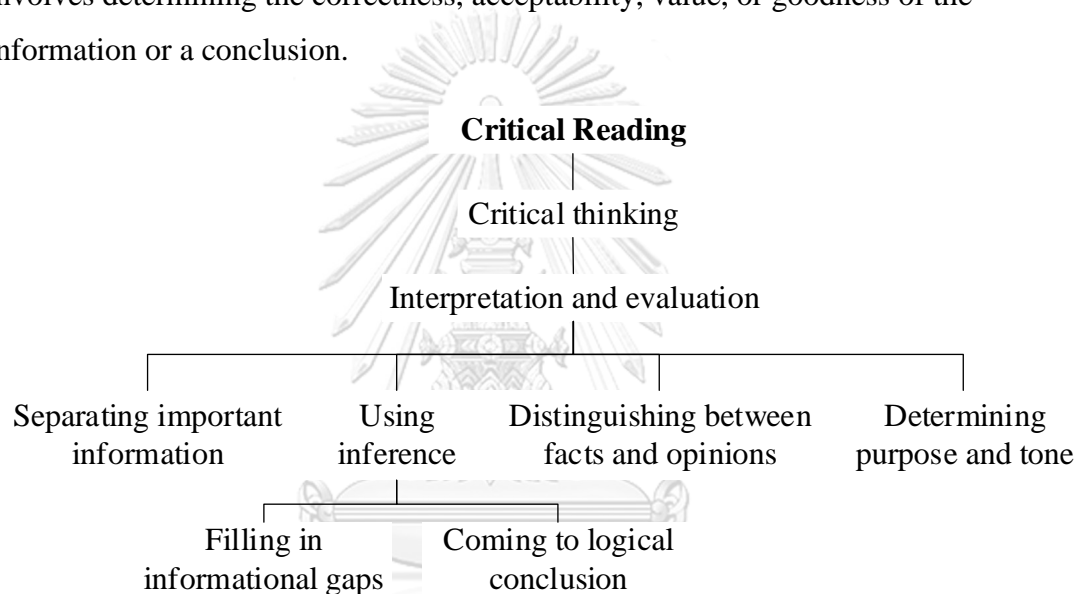 involves determining the correctness, acceptability, value, or goodness of the
information or a conclusion.
Critical Reading
Critical thinking
Interpretation and evaluation
Separating important
information
Using
inference
Distinguishing between
facts and opinions
Determining
purpose and tone
Filling in
informational gaps
Coming to logical
conclusion